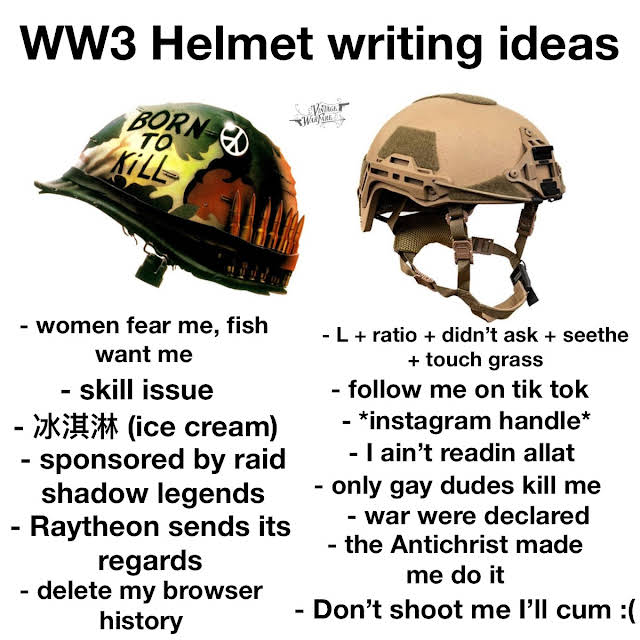 WW3 Helmet writing ideas
VINTAGE
WARFARE
BORN
TO
KILL
- women fear me, fish
want me
- skill issue
- 冰淇淋 (ice cream)
- sponsored by raid
shadow legends
- Raytheon sends its
regards
- delete my browser
history
- L + ratio + didn’t ask + seethe
+ touch grass
- follow me on tik tok
- *instagram handle*
- I ain’t readin allat
- only gay dudes kill me
- war were declared
- the Antichrist made
me do it
- Don’t shoot me I’ll cum :(